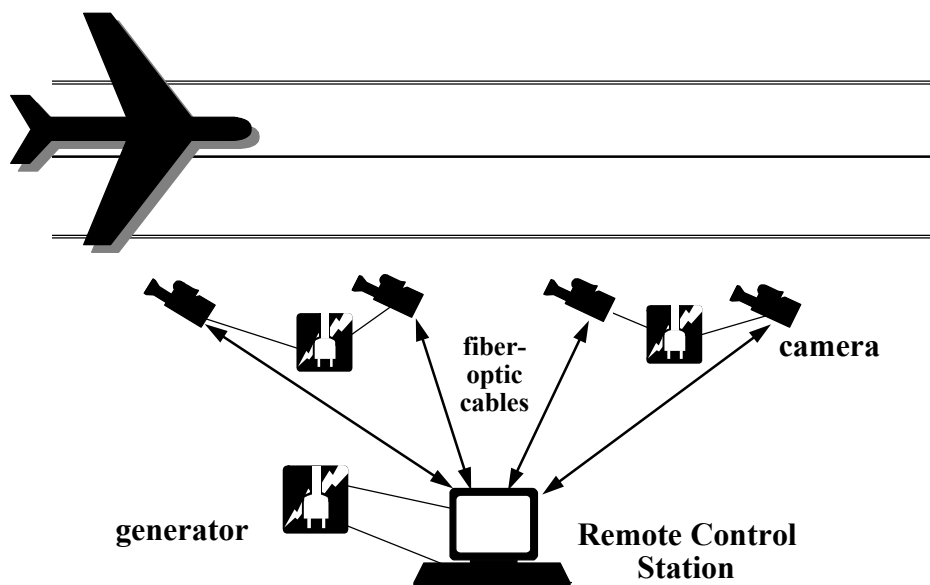 fiber-
optic
cables
camera
generator
Remote Control
Station